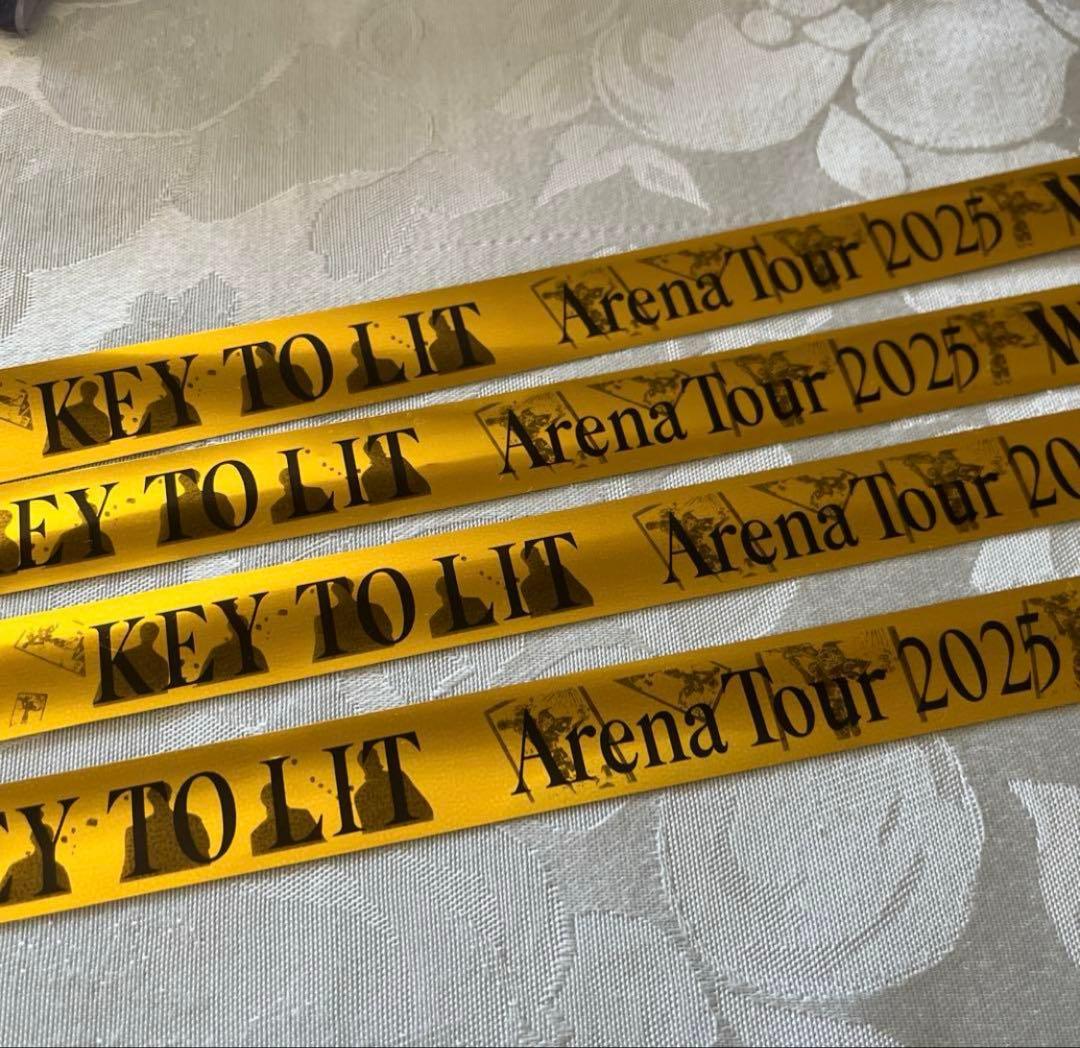 KEY TO LIT Arena Tour 2025 W
EY TO LIT Arena Tour 2025 W
KEY TO LIT Arena Tour 20
EY TO LIT Arena Tour 2025